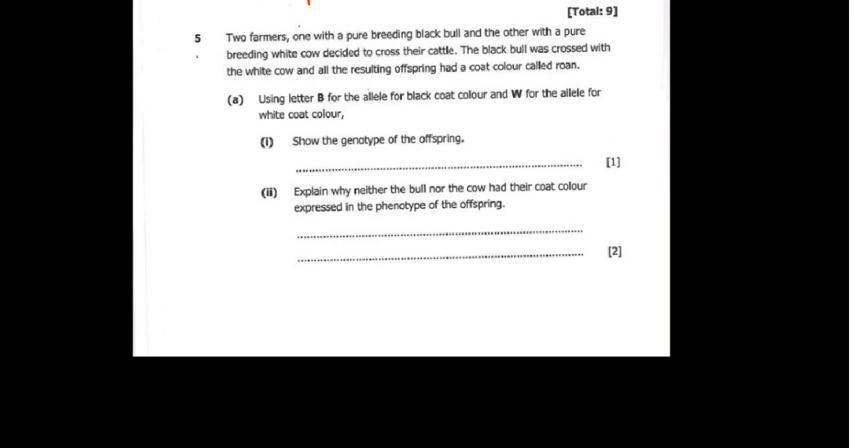 [Total: 9]
5 Two farmers, one with a pure breeding black bull and the other with a pure
breeding white cow decided to cross their cattle. The black bull was crossed with
the white cow and all the resulting offspring had a coat colour called roan.
(a) Using letter B for the allele for black coat colour and W for the allele for
white coat colour,
(i) Show the genotype of the offspring.
[1]
(ii) Explain why neither the bull nor the cow had their coat colour
expressed in the phenotype of the offspring.
[2]